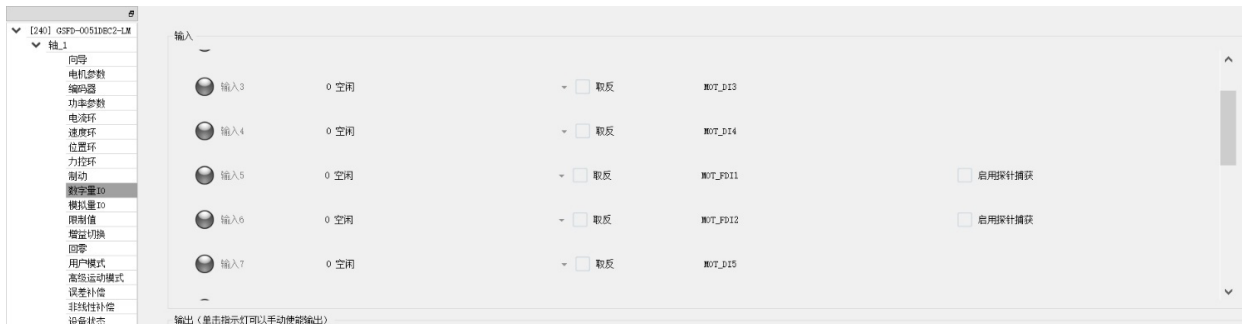 [240] GSFD-0051DEC2-LM
轴_1
向导
电机参数
编码器
功率参数
电流环
速度环
位置环
力控环
制动
数字量IO
模拟量IO
限制值
增益切换
回零
用户模式
高级运动模式
误差补偿
非线性补偿
设备状态
输入
输入3 0 空闲 取反 MOT_DI3
输入4 0 空闲 取反 MOT_DI4
输入5 0 空闲 取反 MOT_FDI1 启用探针捕获
输入6 0 空闲 取反 MOT_FDI2 启用探针捕获
输入7 0 空闲 取反 MOT_DI5
输出（单击指示灯可以手动使能输出）